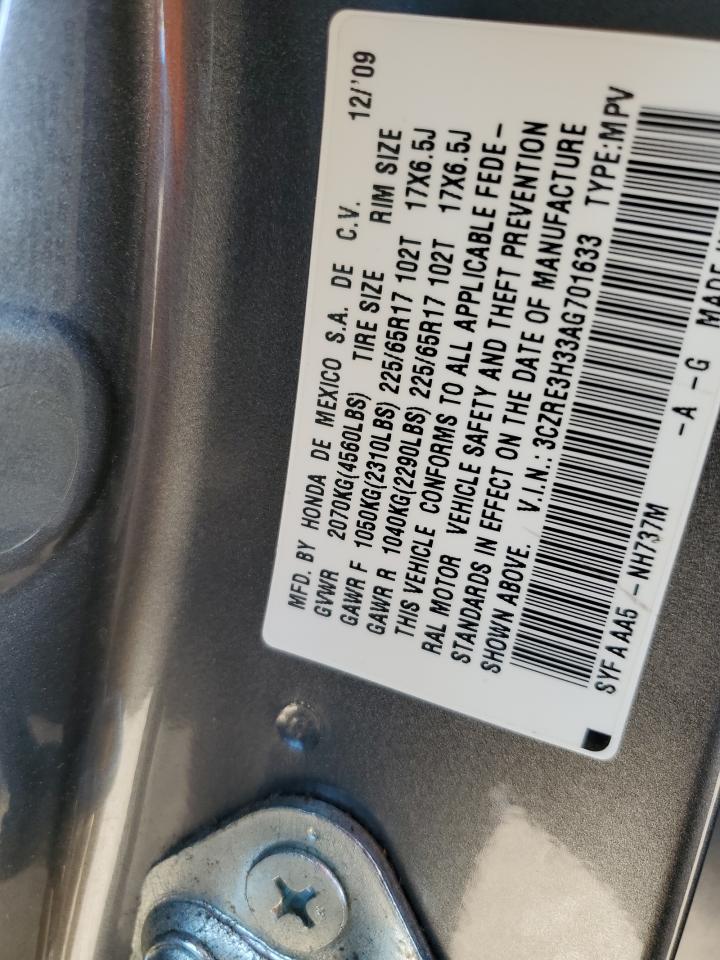 MFD. BY HONDA DE MEXICO S.A. DE C.V. 12/'09
GVWR 2070KG(4560LBS) TIRE SIZE RIM SIZE
GAWR F 1050KG(2310LBS) 225/65R17 102T 17X6.5J
GAWR R 1040KG(2290LBS) 225/65R17 102T 17X6.5J
THIS VEHICLE CONFORMS TO ALL APPLICABLE FEDE-
RAL MOTOR VEHICLE SAFETY AND THEFT PREVENTION
STANDARDS IN EFFECT ON THE DATE OF MANUFACTURE
SHOWN ABOVE. V.I.N.: 3CZRE3H33AG701633 TYPE:MPV
SYF A AA5 - NH737M -A -G MADE